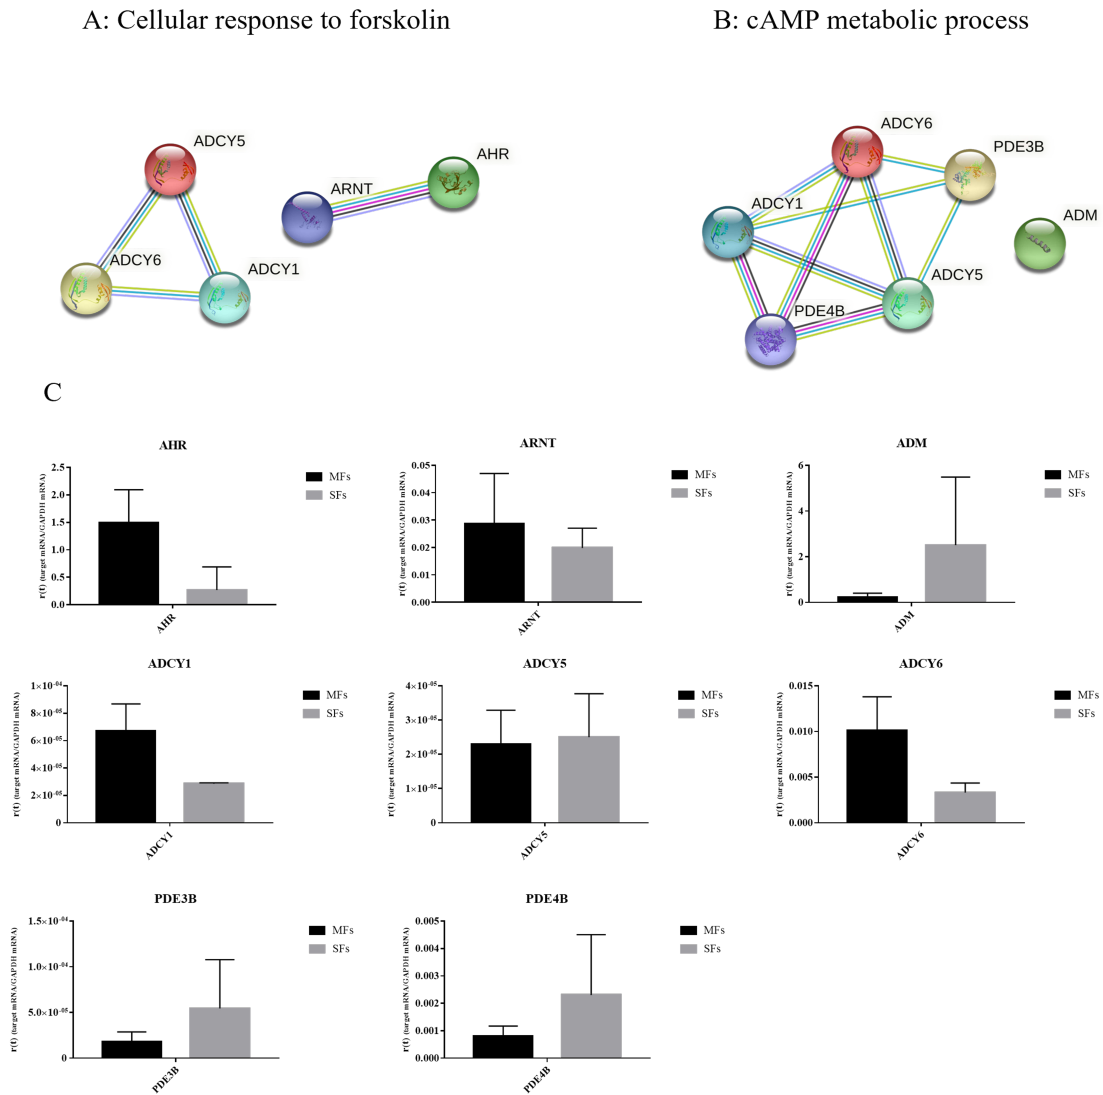 A: Cellular response to forskolin
B: cAMP metabolic process
ADCY5
AHR
ARNT
ADCY6
ADCY1
ADCY6
PDE3B
ADCY1
ADM
ADCY5
PDE4B
C
AHR
r(t) (target mRNA/GAPDH mRNA)
2.5
2.0
1.5
1.0
0.5
0.0
AHR
MFs
SFs
ARNT
r(t) (target mRNA/GAPDH mRNA)
0.05
0.04
0.03
0.02
0.01
0.00
ARNT
MFs
SFs
ADM
r(t) (target mRNA/GAPDH mRNA)
6
4
2
0
ADM
MFs
SFs
ADCY1
r(t) (target mRNA/GAPDH mRNA)
1×10⁻⁰⁴
8×10⁻⁰⁵
6×10⁻⁰⁵
4×10⁻⁰⁵
2×10⁻⁰⁵
0
ADCY1
MFs
SFs
ADCY5
r(t) (target mRNA/GAPDH mRNA)
4×10⁻⁰⁵
3×10⁻⁰⁵
2×10⁻⁰⁵
1×10⁻⁰⁵
0
ADCY5
MFs
SFs
ADCY6
r(t) (target mRNA/GAPDH mRNA)
0.015
0.010
0.005
0.000
ADCY6
MFs
SFs
PDE3B
r(t) (target mRNA/GAPDH mRNA)
1.5×10⁻⁰⁴
1.0×10⁻⁰⁴
5.0×10⁻⁰⁵
0
PDE3B
MFs
SFs
PDE4B
r(t) (target mRNA/GAPDH mRNA)
0.005
0.004
0.003
0.002
0.001
0.000
PDE4B
MFs
SFs